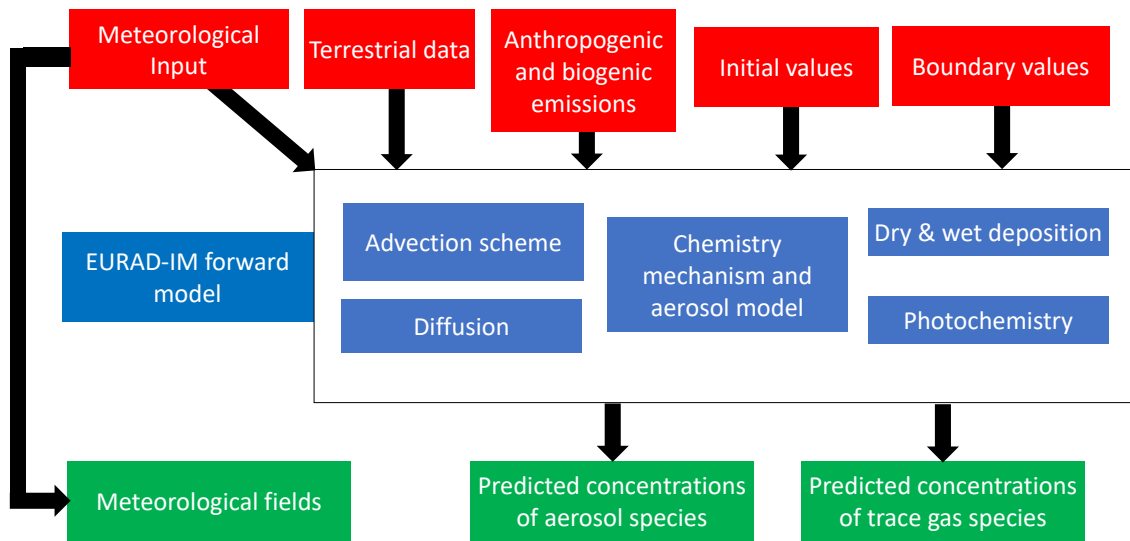 Meteorological
Input
Terrestrial data
Anthropogenic
and biogenic
emissions
Initial values
Boundary values
EURAD-IM forward
model
Advection scheme
Diffusion
Chemistry
mechanism and
aerosol model
Dry & wet deposition
Photochemistry
Meteorological fields
Predicted concentrations
of aerosol species
Predicted concentrations
of trace gas species